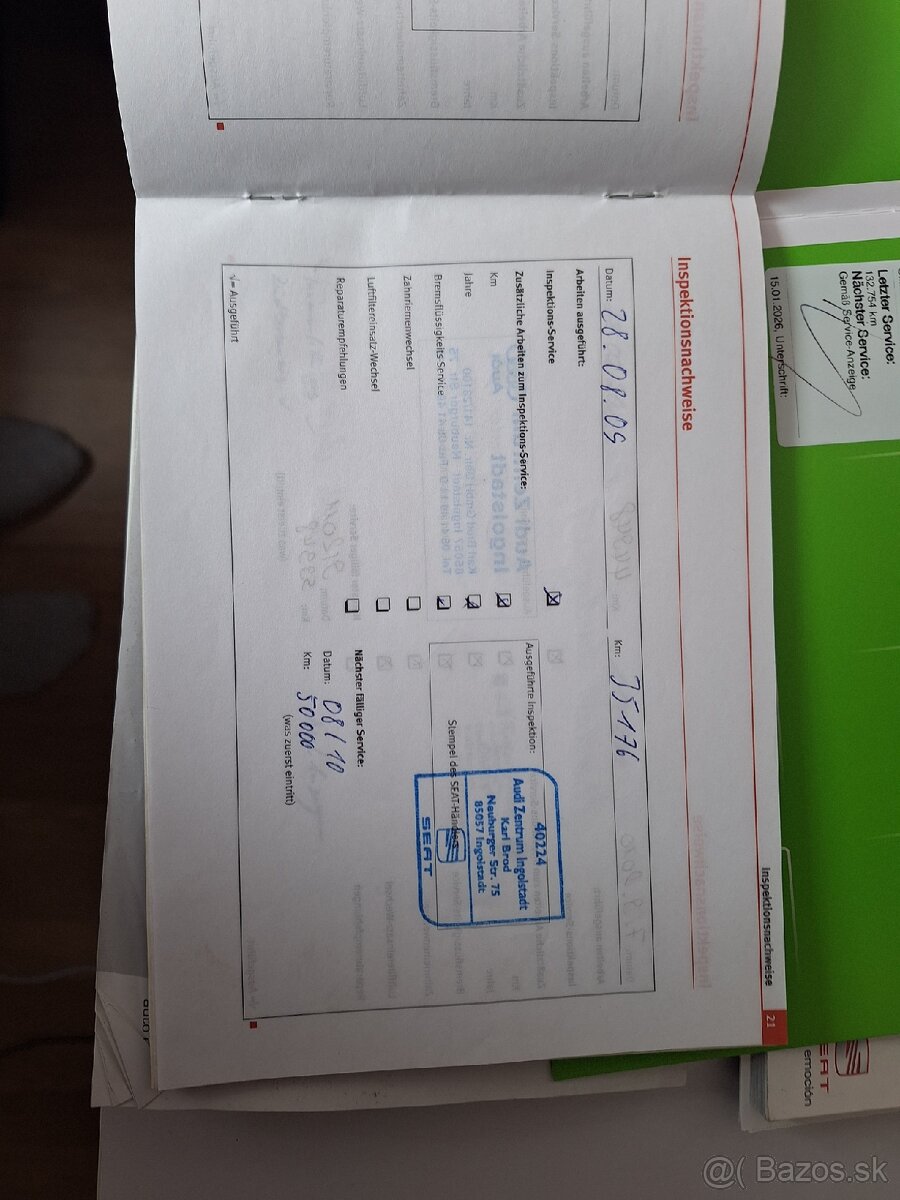 Inspektionsnachweise
Datum: 28.08.09 Km: 35176
Arbeiten ausgeführt:
Inspektions-Service
Zusätzliche Arbeiten zum Inspektions-Service:
Km
Jahre
Bremsflüssigkeits-Service
Zahnriemenwechsel
Luftfiltereinsatz-Wechsel
Reparaturempfehlungen
√= Ausgeführt
Ausgeführte Inspektion:
40224
Audi Zentrum Ingolstadt
Karl Brod
Neuburger Str. 75
85057 Ingolstadt
SEAT
Stempel des SEAT-Händlers
Nächster fälliger Service:
Datum: 08/10
Km: 50 000
(was zuerst eintritt)
Inspektionsnachweise 21
Letzter Service:
132.754 km
Nächster Service:
Gemäß Service-Anzeige
15.01.2026, Unterschrift:
emoción
@( Bazos.sk